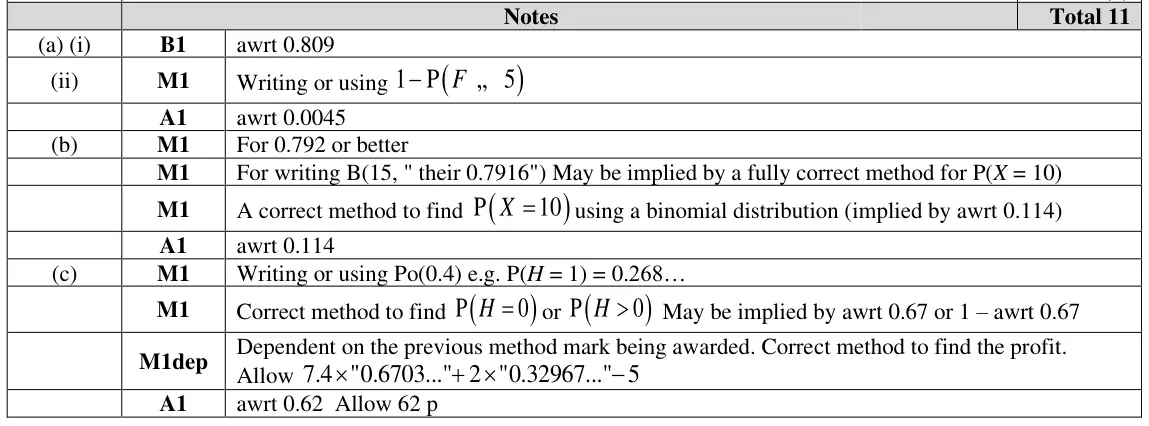 Notes Total 11
(a) (i) B1 awrt 0.809
(ii) M1 Writing or using 1−P(F „ 5)
A1 awrt 0.0045
(b) M1 For 0.792 or better
M1 For writing B(15, " their 0.7916") May be implied by a fully correct method for P(X = 10)
M1 A correct method to find P(X =10) using a binomial distribution (implied by awrt 0.114)
A1 awrt 0.114
(c) M1 Writing or using Po(0.4) e.g. P(H = 1) = 0.268…
M1 Correct method to find P(H = 0) or P(H > 0) May be implied by awrt 0.67 or 1 – awrt 0.67
M1dep Dependent on the previous method mark being awarded. Correct method to find the profit.
Allow 7.4×"0.6703..."+2×"0.32967..."−5
A1 awrt 0.62 Allow 62 p